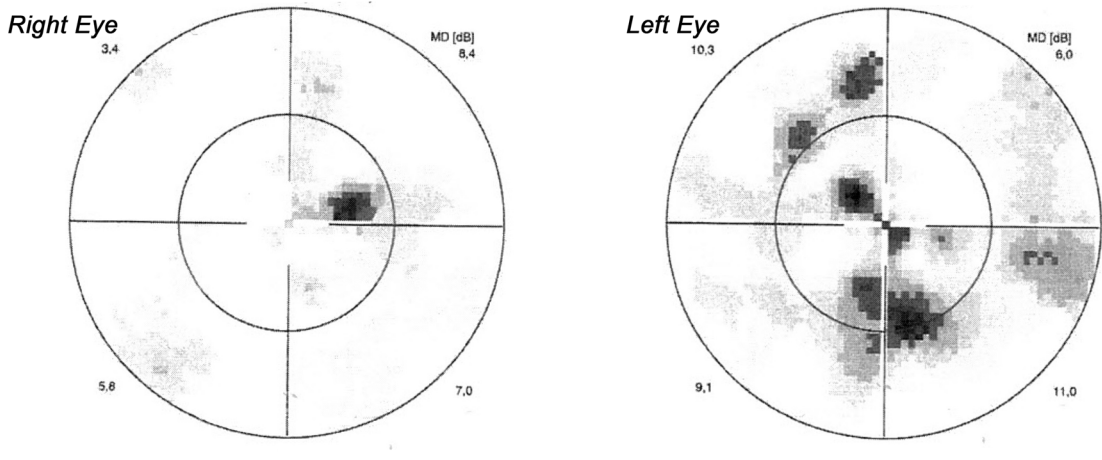 Right Eye
3,4
MD [dB]
8,4
5,8
7,0
Left Eye
10,3
MD [dB]
6,0
9,1
11,0